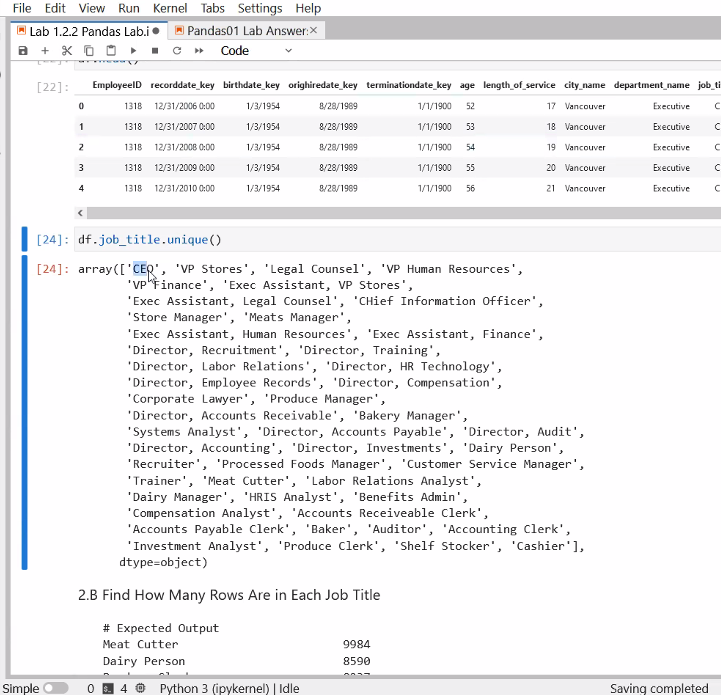 File Edit View Run Kernel Tabs Settings Help
Lab 1.2.2 Pandas Lab.i Pandas01 Lab Answer:
Code
[22]: EmployeeID recorddate_key birthdate_key orighiredate_key terminationdate_key age length_of_service city_name department_name job_ti
0 1318 12/31/2006 0:00 1/3/1954 8/28/1989 1/1/1900 52 17 Vancouver Executive C
1 1318 12/31/2007 0:00 1/3/1954 8/28/1989 1/1/1900 53 18 Vancouver Executive C
2 1318 12/31/2008 0:00 1/3/1954 8/28/1989 1/1/1900 54 19 Vancouver Executive C
3 1318 12/31/2009 0:00 1/3/1954 8/28/1989 1/1/1900 55 20 Vancouver Executive C
4 1318 12/31/2010 0:00 1/3/1954 8/28/1989 1/1/1900 56 21 Vancouver Executive C
[24]: df.job_title.unique()
[24]: array(['CEO', 'VP Stores', 'Legal Counsel', 'VP Human Resources',
'VP Finance', 'Exec Assistant, VP Stores',
'Exec Assistant, Legal Counsel', 'CHief Information Officer',
'Store Manager', 'Meats Manager',
'Exec Assistant, Human Resources', 'Exec Assistant, Finance',
'Director, Recruitment', 'Director, Training',
'Director, Labor Relations', 'Director, HR Technology',
'Director, Employee Records', 'Director, Compensation',
'Corporate Lawyer', 'Produce Manager',
'Director, Accounts Receivable', 'Bakery Manager',
'Systems Analyst', 'Director, Accounts Payable', 'Director, Audit',
'Director, Accounting', 'Director, Investments', 'Dairy Person',
'Recruiter', 'Processed Foods Manager', 'Customer Service Manager',
'Trainer', 'Meat Cutter', 'Labor Relations Analyst',
'Dairy Manager', 'HRIS Analyst', 'Benefits Admin',
'Compensation Analyst', 'Accounts Receiveable Clerk',
'Accounts Payable Clerk', 'Baker', 'Auditor', 'Accounting Clerk',
'Investment Analyst', 'Produce Clerk', 'Shelf Stocker', 'Cashier'],
dtype=object)
2.B Find How Many Rows Are in Each Job Title
# Expected Output
Meat Cutter 9984
Dairy Person 8590
Simple 0 4 Python 3 (ipykernel) | Idle Saving completed